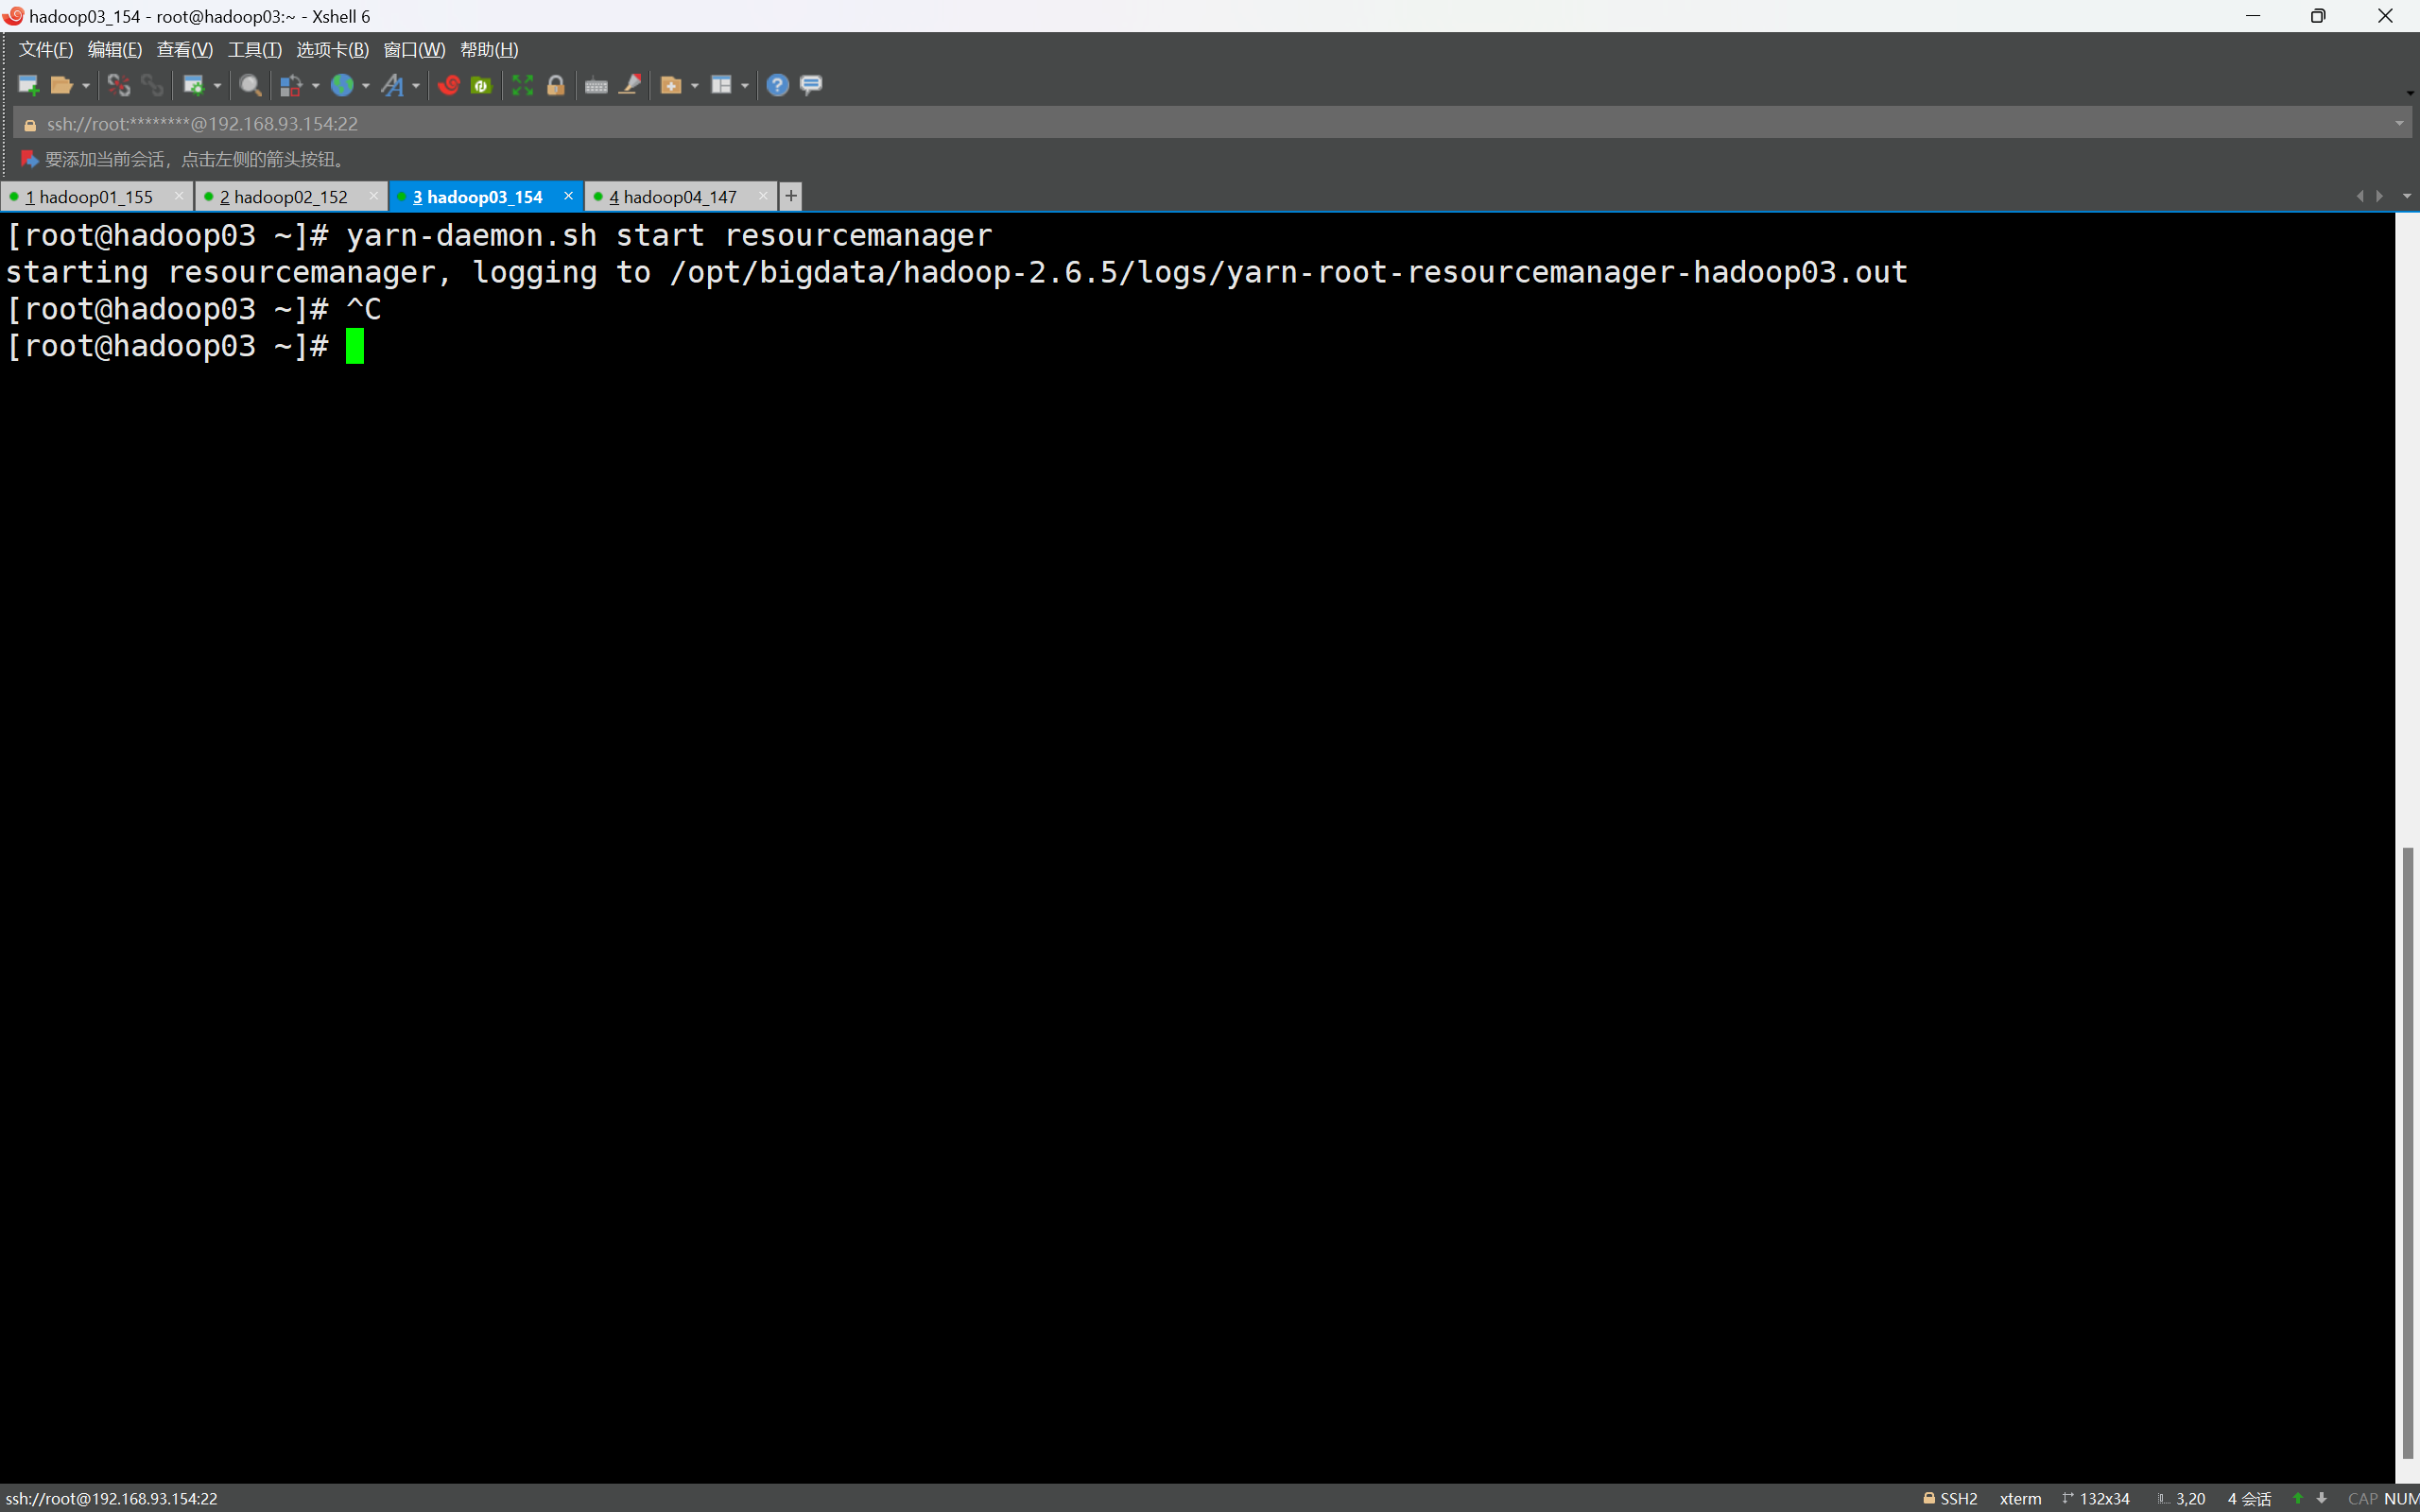 hadoop03_154 - root@hadoop03:~ - Xshell 6
文件(F) 编辑(E) 查看(V) 工具(T) 选项卡(B) 窗口(W) 帮助(H)
ssh://root:********@192.168.93.154:22
要添加当前会话，点击左侧的箭头按钮。
1 hadoop01_155 × 2 hadoop02_152 × 3 hadoop03_154 × 4 hadoop04_147 × +
[root@hadoop03 ~]# yarn-daemon.sh start resourcemanager
starting resourcemanager, logging to /opt/bigdata/hadoop-2.6.5/logs/yarn-root-resourcemanager-hadoop03.out
[root@hadoop03 ~]# ^C
[root@hadoop03 ~]#
ssh://root@192.168.93.154:22 SSH2 xterm 132x34 3,20 4 会话 CAP NUM